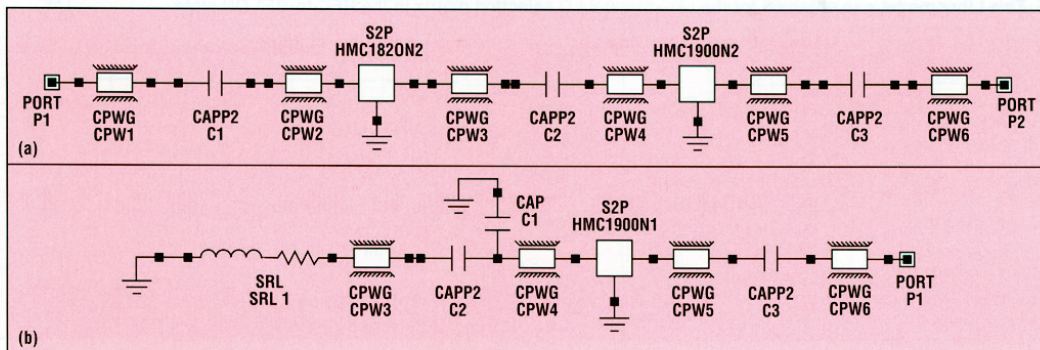 S2P
HMC182ON2
S2P
HMC1900N2
PORT
P1
CPWG
CPW1
CAPP2
C1
CPWG
CPW2
CPWG
CPW3
CAPP2
C2
CPWG
CPW4
CPWG
CPW5
CAPP2
C3
CPWG
CPW6
PORT
P2
(a)
CAP
C1
S2P
HMC1900N1
SRL
SRL 1
CPWG
CPW3
CAPP2
C2
CPWG
CPW4
CPWG
CPW5
CAPP2
C3
CPWG
CPW6
PORT
P1
(b)